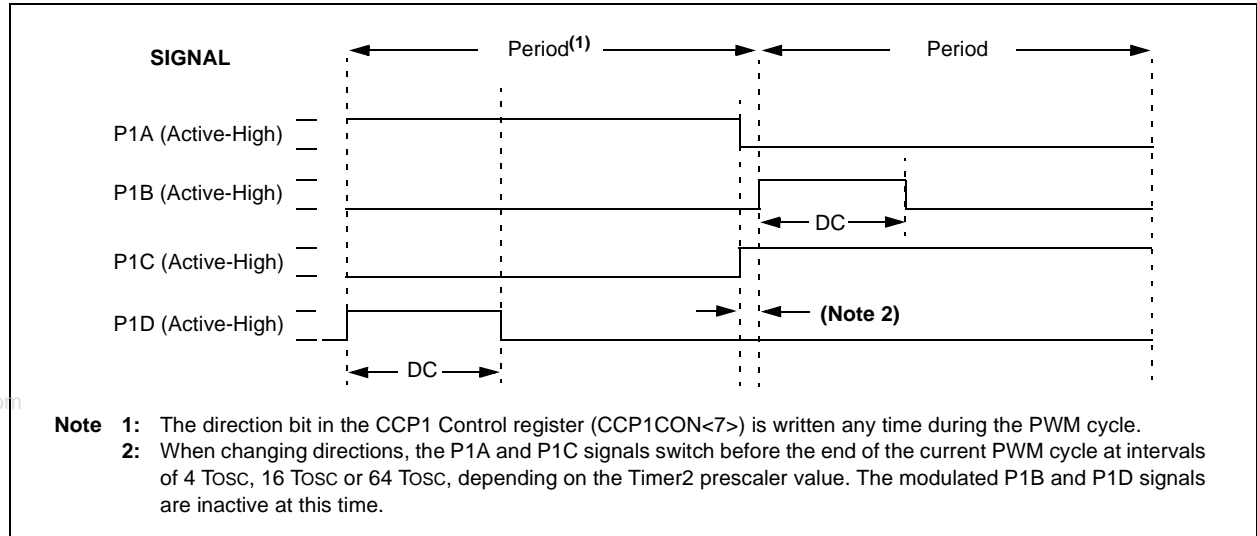 SIGNAL
Period(1)
Period
P1A (Active-High)
P1B (Active-High)
DC
P1C (Active-High)
P1D (Active-High)
(Note 2)
DC
om
Note 1: The direction bit in the CCP1 Control register (CCP1CON<7>) is written any time during the PWM cycle.
2: When changing directions, the P1A and P1C signals switch before the end of the current PWM cycle at intervals
of 4 TOSC, 16 TOSC or 64 TOSC, depending on the Timer2 prescaler value. The modulated P1B and P1D signals
are inactive at this time.